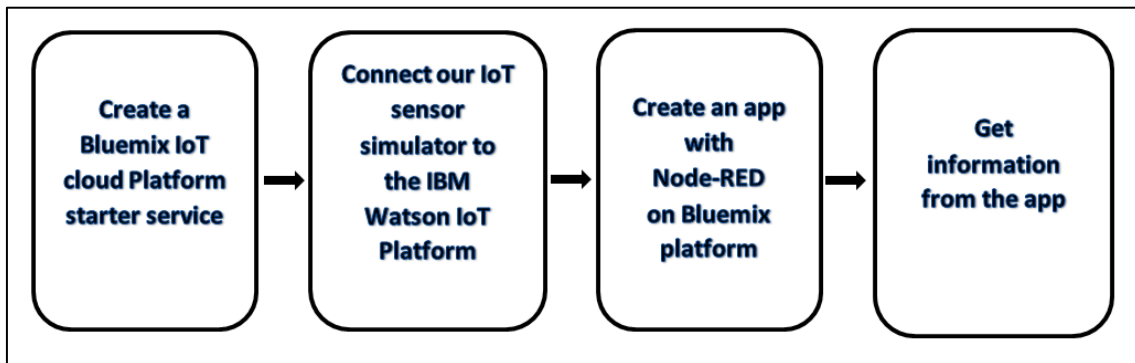 Create a
Bluemix IoT
cloud Platform
starter service
Connect our IoT
sensor
simulator to
the IBM
Watson IoT
Platform
Create an app
with
Node-RED
on Bluemix
platform
Get
information
from the app